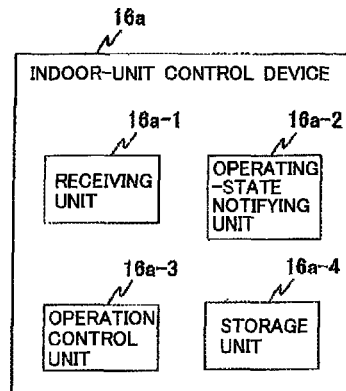 16a
INDOOR-UNIT CONTROL DEVICE
16a-1
16a-2
RECEIVING
UNIT
OPERATING
-STATE
NOTIFYING
UNIT
16a-3
16a-4
OPERATION
CONTROL
UNIT
STORAGE
UNIT